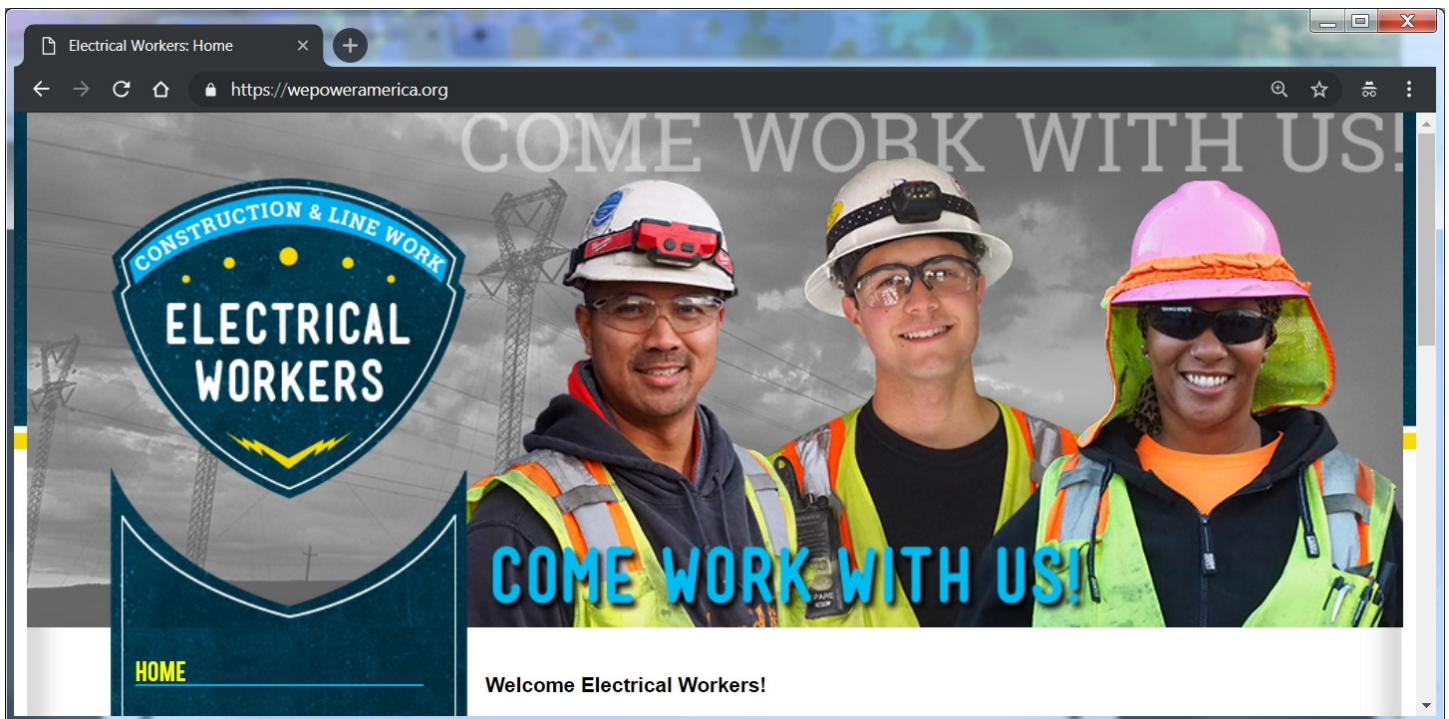 Electrical Workers: Home
https://wepoweramerica.org
COME WORK WITH US!
CONSTRUCTION & LINE WORK
ELECTRICAL
WORKERS
COME WORK WITH US!
HOME
Welcome Electrical Workers!